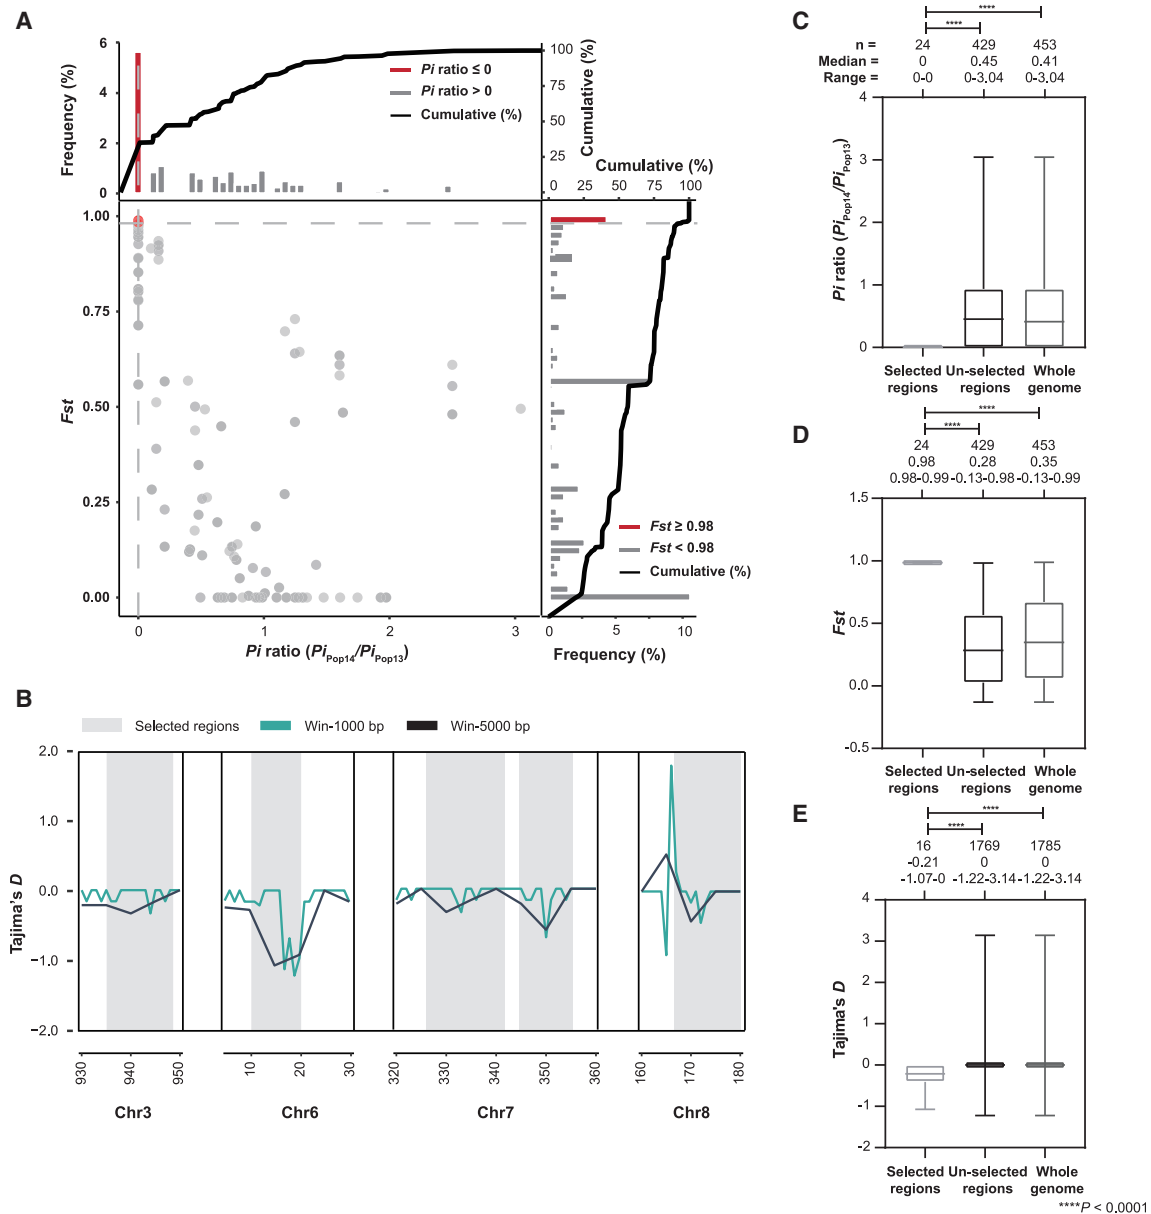 A
Frequency (%)
6
4
2
0
Pi ratio ≤ 0
Pi ratio > 0
Cumulative (%)
100
75
50
25
0
Cumulative (%)
Cumulative (%)
0 25 50 75 100
Fst
1.00
0.75
0.50
0.25
0.00
0 1 2 3
Pi ratio (PiPop14/PiPop13)
Fst ≥ 0.98
Fst < 0.98
Cumulative (%)
0 5 10
Frequency (%)
B
Selected regions
Win-1000 bp
Win-5000 bp
Tajima's D
2.0
1.0
0.0
−1.0
−2.0
930 940 950
10 20 30
320 330 340 350 360
160 170 180
Chr3 Chr6 Chr7 Chr8
C
****
****
n = 24 429 453
Median = 0 0.45 0.41
Range = 0-0 0-3.04 0-3.04
Pi ratio (PiPop14/PiPop13)
4
3
2
1
0
Selected regions
Un-selected regions
Whole genome
D
****
****
24 429 453
0.98 0.28 0.35
0.98-0.99 -0.13-0.98 -0.13-0.99
Fst
1.5
1.0
0.5
0.0
-0.5
Selected regions
Un-selected regions
Whole genome
E
****
****
16 1769 1785
-0.21 0 0
-1.07-0 -1.22-3.14 -1.22-3.14
Tajima's D
4
3
2
1
0
-1
-2
Selected regions
Un-selected regions
Whole genome
****P < 0.0001